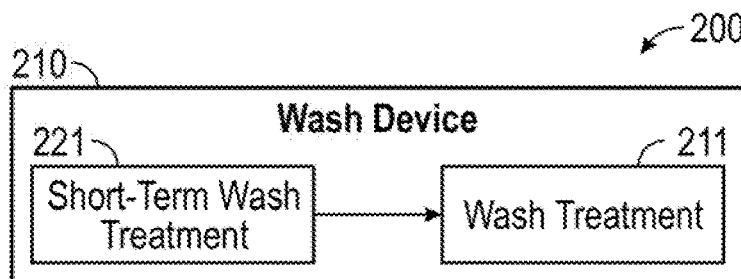 200
210
Wash Device
221
211
Short-Term Wash
Treatment
Wash Treatment